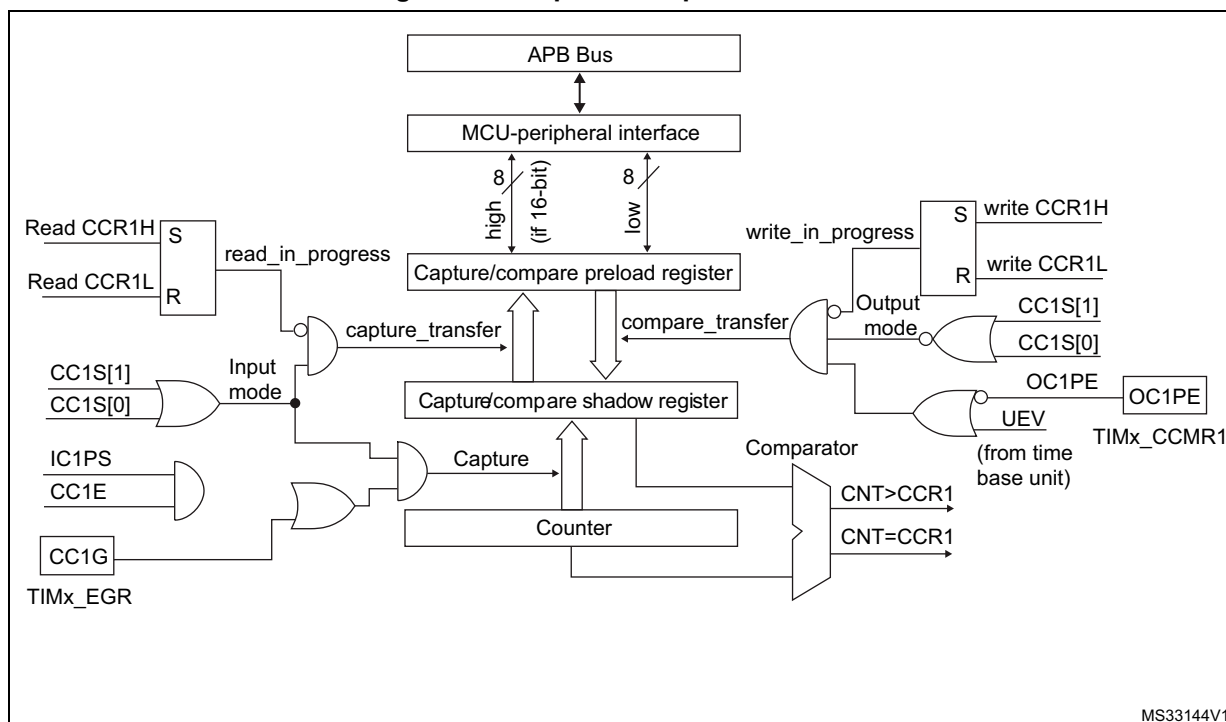 APB Bus
MCU-peripheral interface
8
8
high
(if 16-bit)
low
Read CCR1H
S
read_in_progress
Read CCR1L
R
Capture/compare preload register
write_in_progress
S
write CCR1H
R
write CCR1L
capture_transfer
compare_transfer
Output
mode
CC1S[1]
CC1S[0]
CC1S[1]
CC1S[0]
Input
mode
Capture/compare shadow register
OC1PE
OC1PE
UEV
TIMx_CCMR1
(from time
base unit)
IC1PS
CC1E
Capture
Comparator
CNT>CCR1
CNT=CCR1
Counter
CC1G
TIMx_EGR
MS33144V1